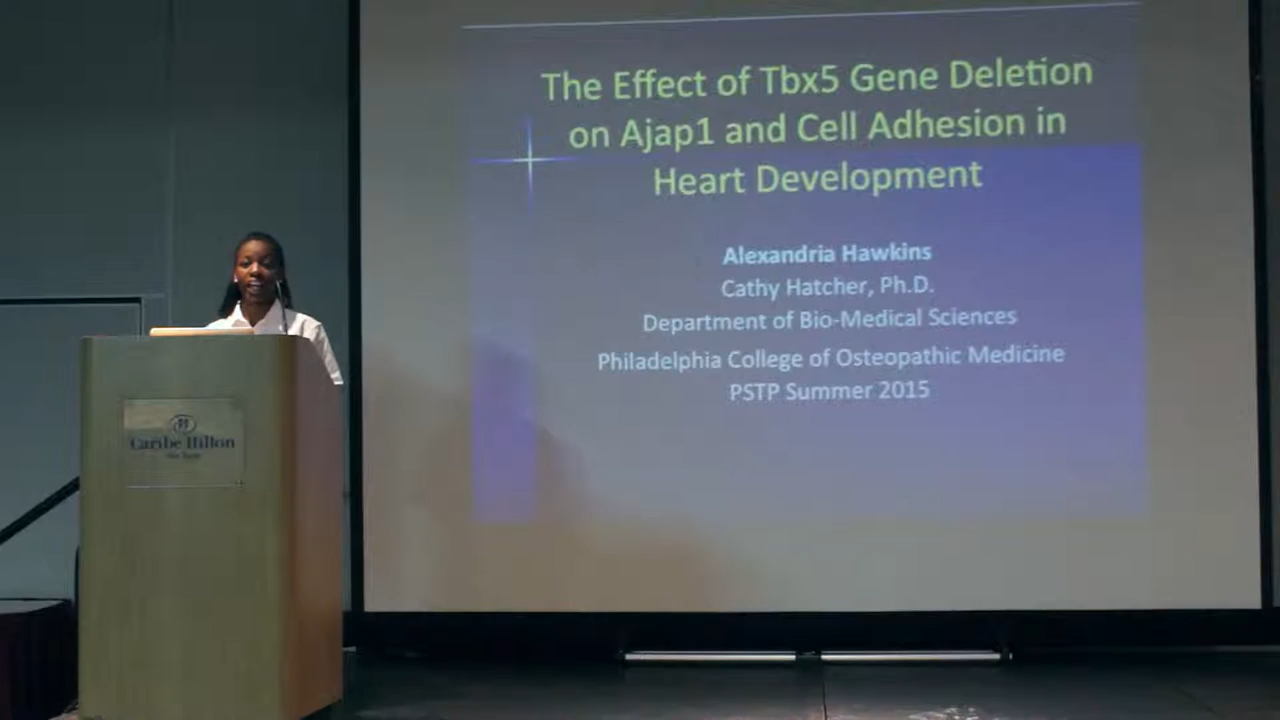 The Effect of Tbx5 Gene Deletion
on Ajap1 and Cell Adhesion in
Heart Development
Alexandria Hawkins
Cathy Hatcher, Ph.D.
Department of Bio-Medical Sciences
Philadelphia College of Osteopathic Medicine
PSTP Summer 2015
Caribe Hilton